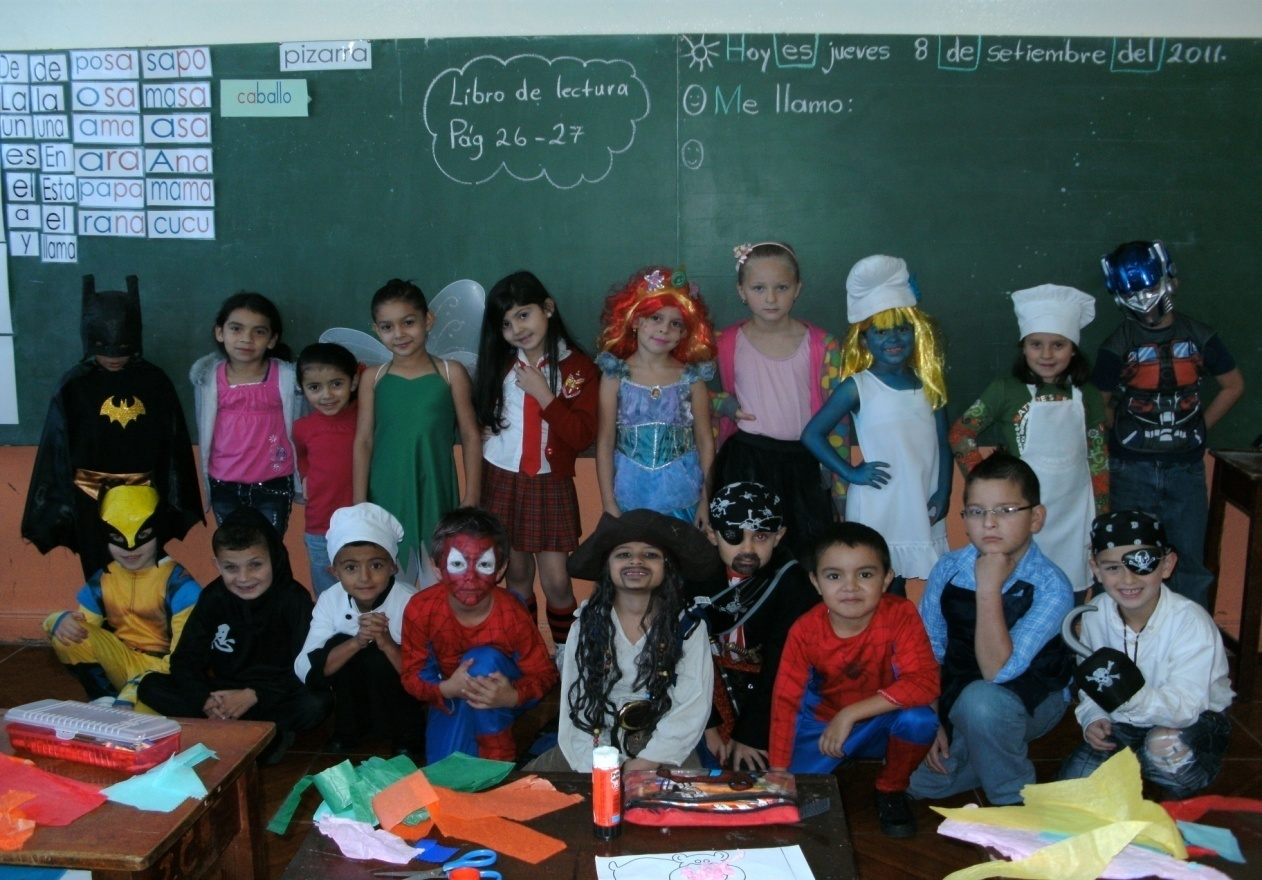 De de posa sapo
La la osa masa
un una ama asa
es En ara Ana
el Esta papa mama
a el rana cucu
y llama
pizarra
caballo
Libro de lectura
Pág 26-27
Hoy es jueves 8 de setiembre del 2011.
Me llamo: